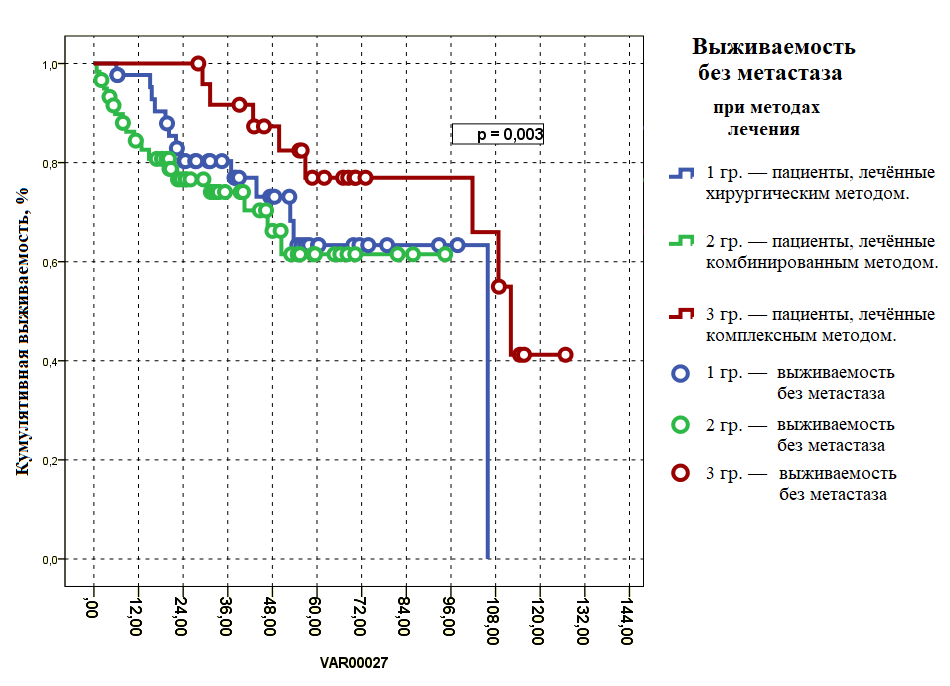 Выживаемость
без метастаза
при методах
лечения
1,0
0,8
0,6
0,4
0,2
0,0
Кумулятивная выживаемость, %
p = 0,003
,00
12,00
24,00
36,00
48,00
60,00
72,00
84,00
96,00
108,00
120,00
132,00
144,00
VAR00027
1 гр. — пациенты, лечённые
хирургическим методом.
2 гр. — пациенты, лечённые
комбинированным методом.
3 гр. — пациенты, лечённые
комплексным методом.
1 гр. — выживаемость
без метастаза
2 гр. — выживаемость
без метастаза
3 гр. — выживаемость
без метастаза